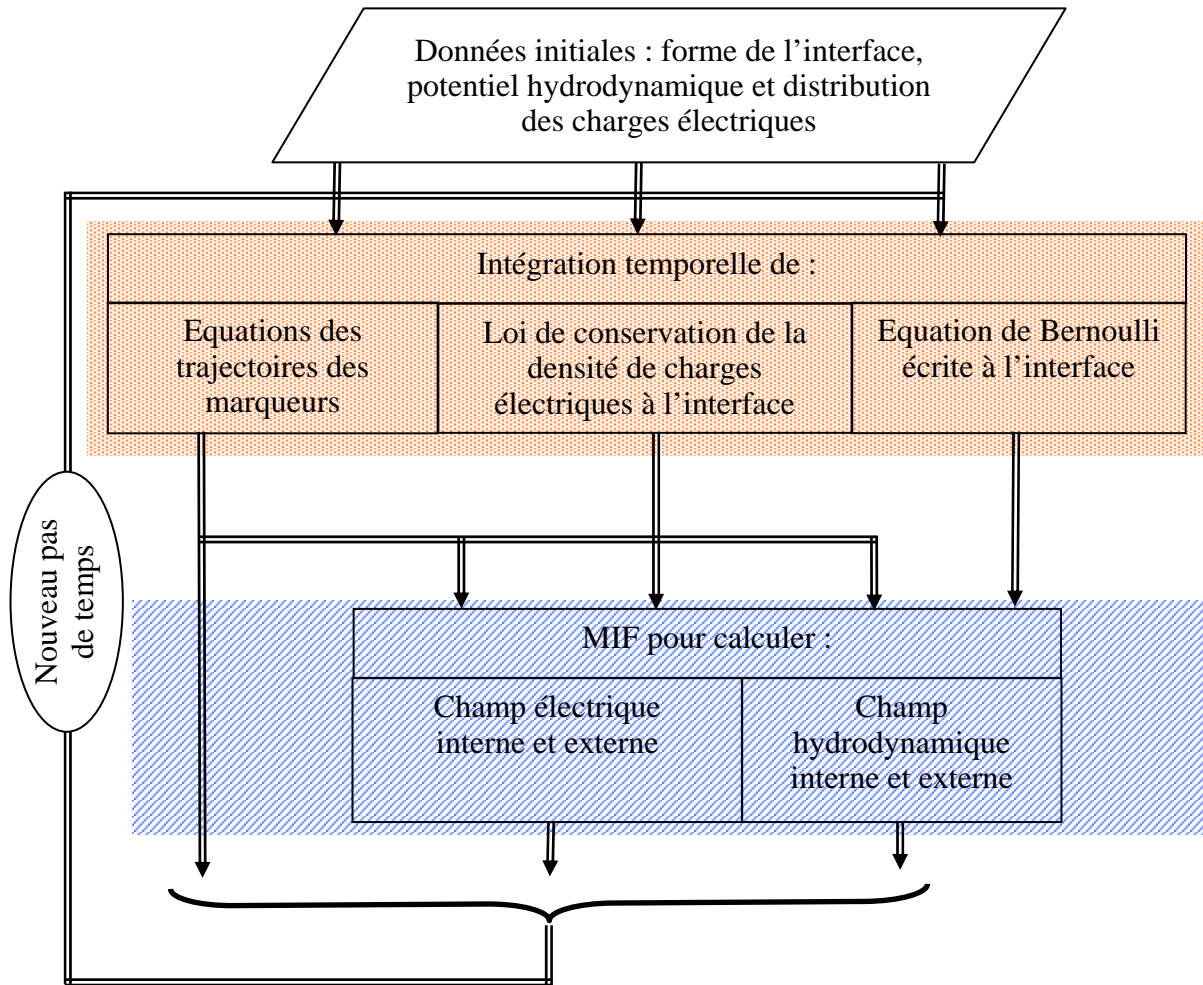 Données initiales : forme de l’interface,
potentiel hydrodynamique et distribution
des charges électriques
Intégration temporelle de :
Equations des
trajectoires des
marqueurs
Loi de conservation de la
densité de charges
électriques à l’interface
Equation de Bernoulli
écrite à l’interface
Nouveau pas
de temps
MIF pour calculer :
Champ électrique
interne et externe
Champ
hydrodynamique
interne et externe